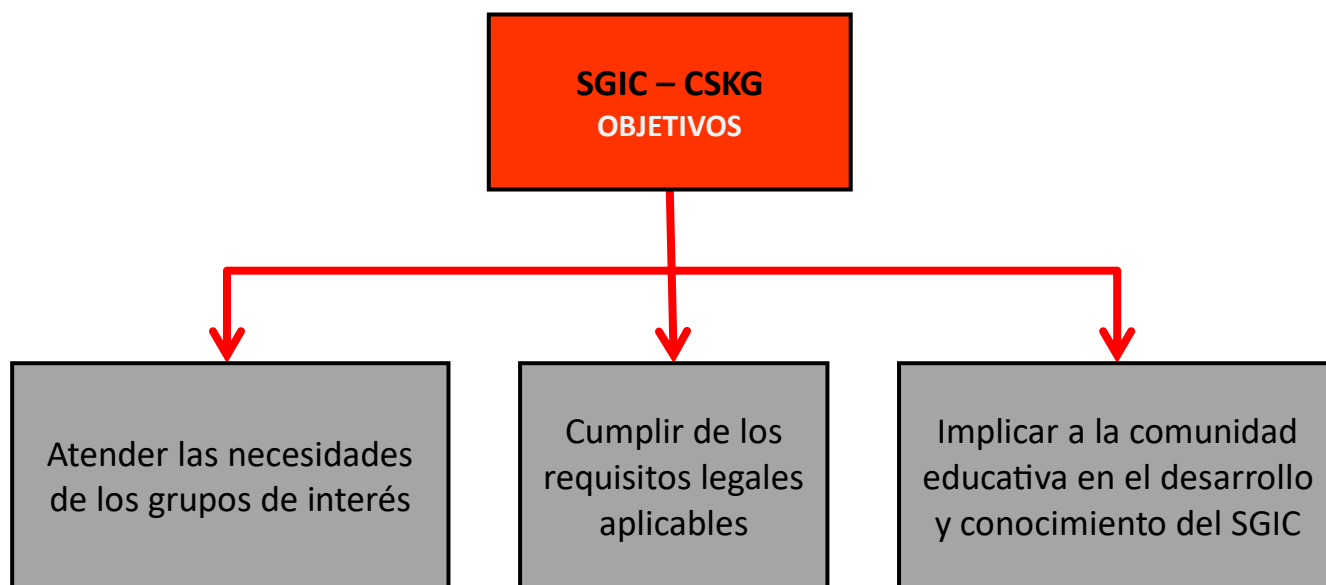 SGIC – CSKG
OBJETIVOS
Atender las necesidades
de los grupos de interés
Cumplir de los
requisitos legales
aplicables
Implicar a la comunidad
educativa en el desarrollo
y conocimiento del SGIC